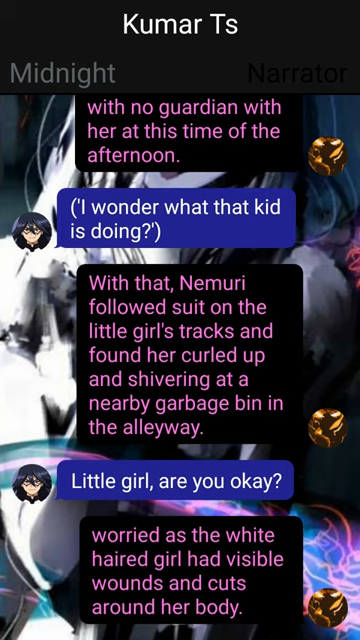 Kumar Ts
Midnight
Narrator
with no guardian with
her at this time of the
afternoon.
('I wonder what that kid
is doing?')
With that, Nemuri
followed suit on the
little girl's tracks and
found her curled up
and shivering at a
nearby garbage bin in
the alleyway.
Little girl, are you okay?
worried as the white
haired girl had visible
wounds and cuts
around her body.